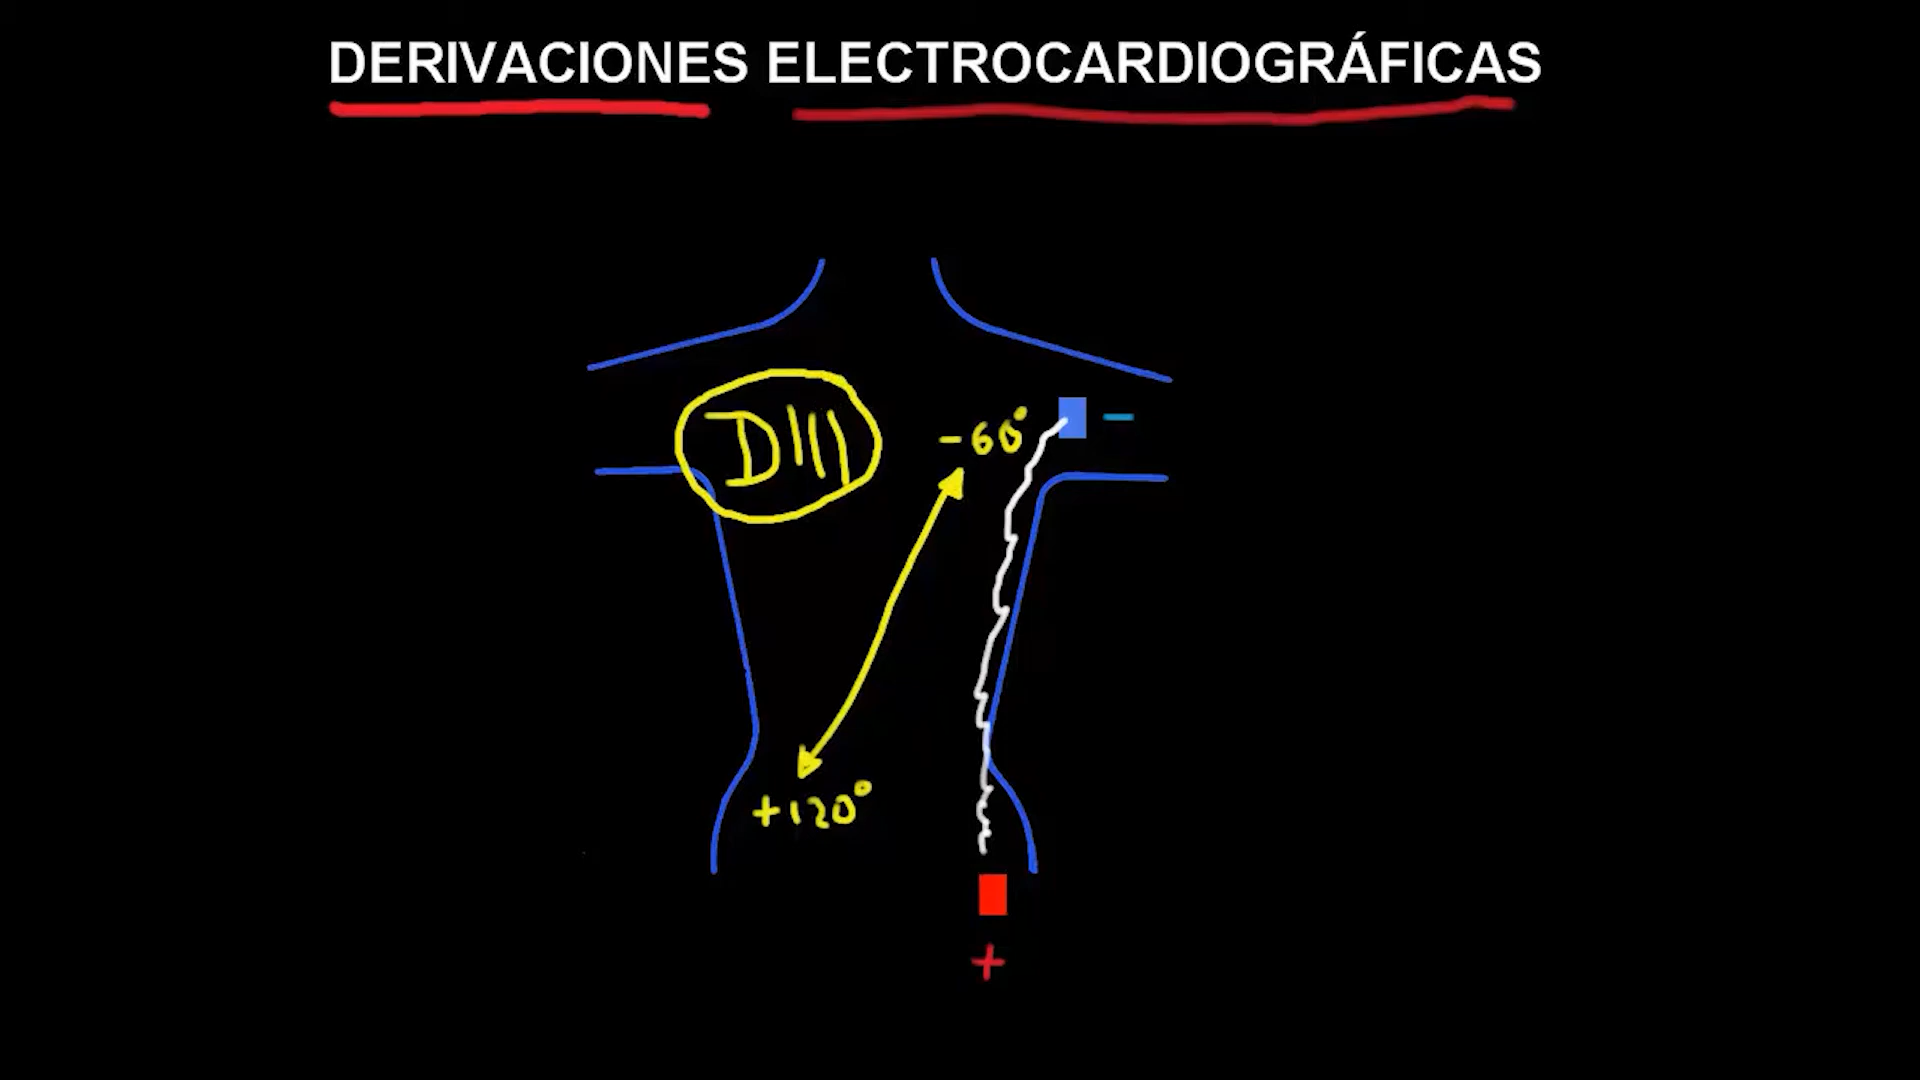 DERIVACIONES ELECTROCARDIOGRÁFICAS
DIII
-60°
-
+120°
+